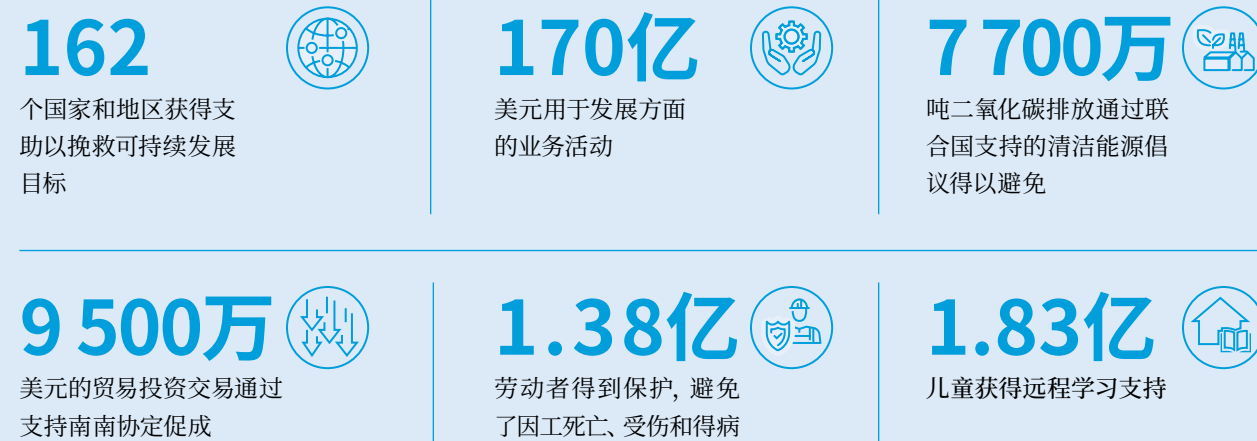 162
个国家和地区获得支
助以挽救可持续发展
目标
170亿
美元用于发展方面
的业务活动
7 700万
吨二氧化碳排放通过联
合国支持的清洁能源倡
议得以避免
9 500万
美元的贸易投资交易通过
支持南南协定促成
1.38亿
劳动者得到保护, 避免
了因工死亡、受伤和得病
1.83亿
儿童获得远程学习支持